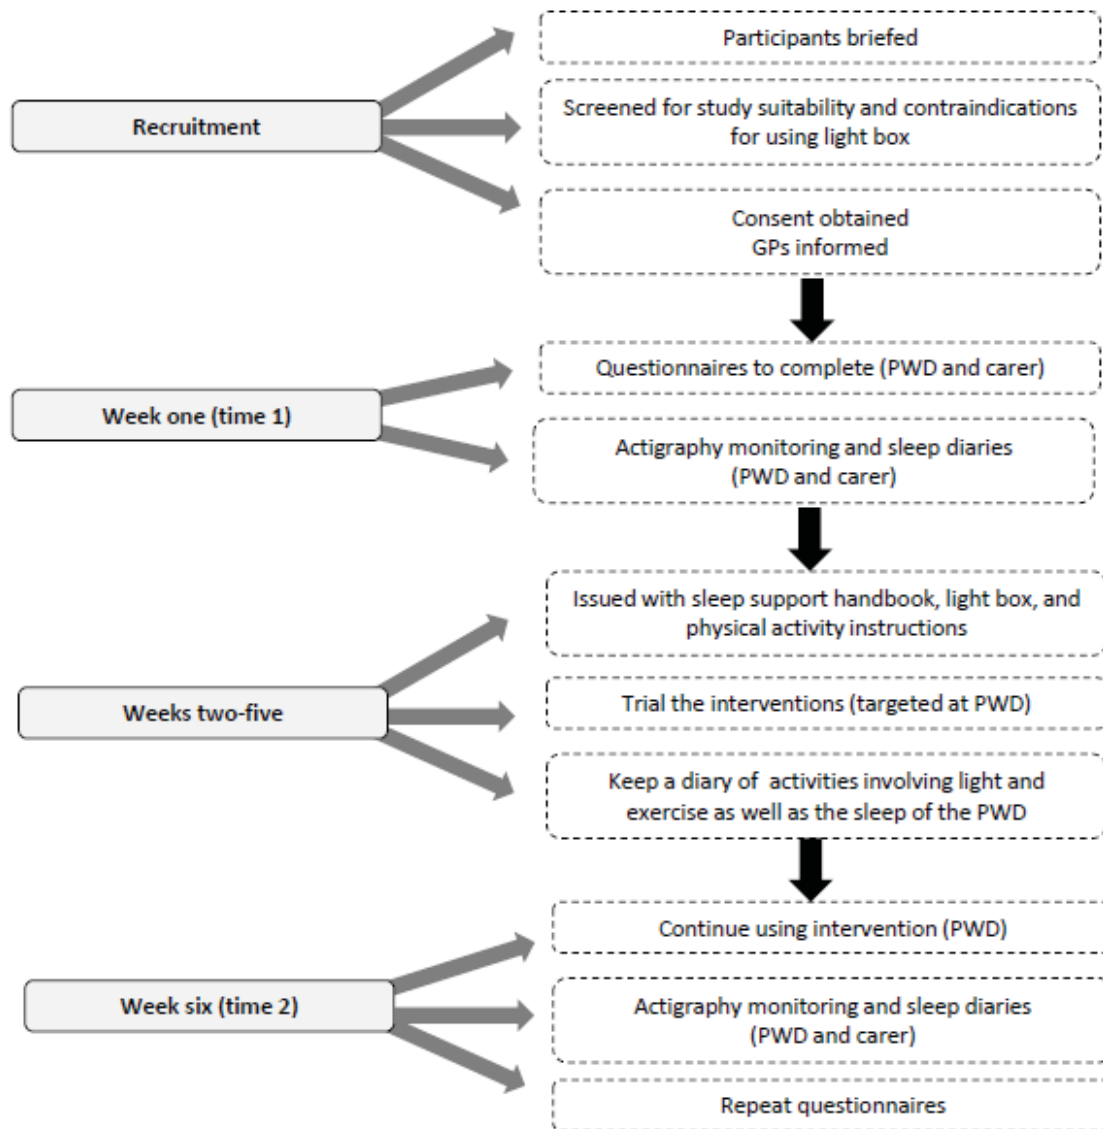 Recruitment
Participants briefed
Screened for study suitability and contraindications
for using light box
Consent obtained
GPs informed
Week one (time 1)
Questionnaires to complete (PWD and carer)
Actigraphy monitoring and sleep diaries
(PWD and carer)
Weeks two-five
Issued with sleep support handbook, light box, and
physical activity instructions
Trial the interventions (targeted at PWD)
Keep a diary of activities involving light and
exercise as well as the sleep of the PWD
Week six (time 2)
Continue using intervention (PWD)
Actigraphy monitoring and sleep diaries
(PWD and carer)
Repeat questionnaires